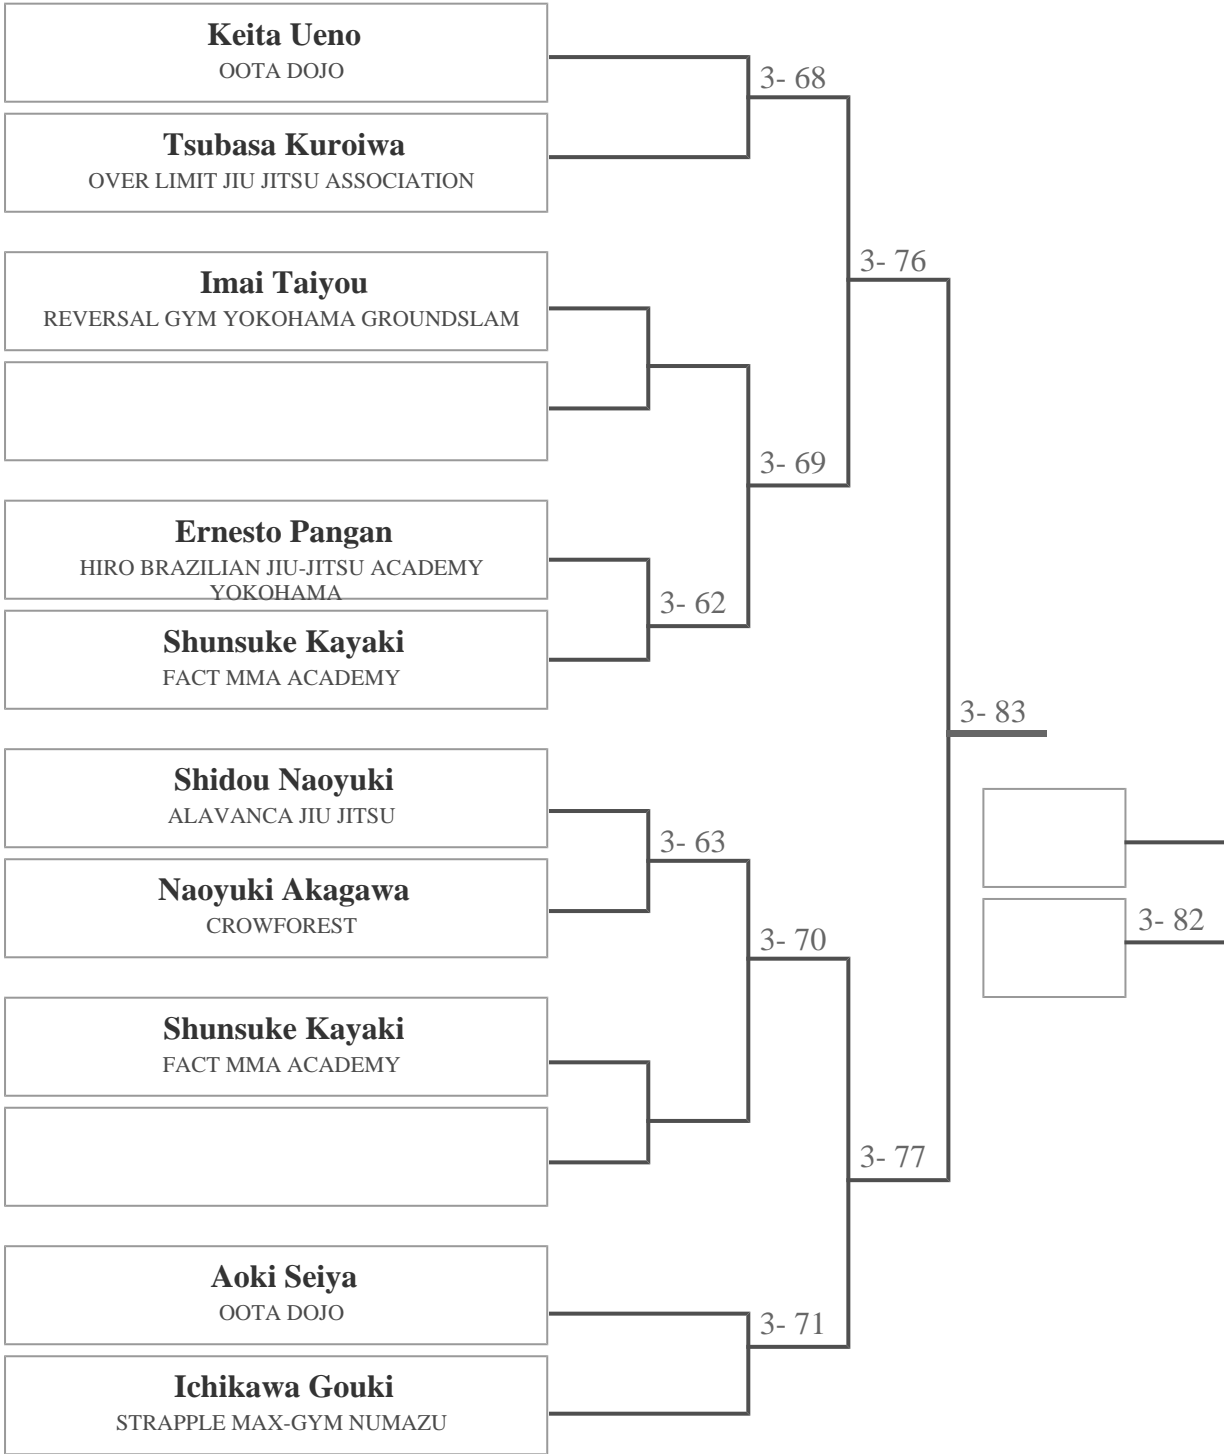 Keita Ueno
OOTA DOJO
3- 68
Tsubasa Kuroiwa
OVER LIMIT JIU JITSU ASSOCIATION
3- 76
Imai Taiyou
REVERSAL GYM YOKOHAMA GROUNDSLAM
3- 69
Ernesto Pangan
HIRO BRAZILIAN JIU-JITSU ACADEMY
YOKOHAMA
3- 62
Shunsuke Kayaki
FACT MMA ACADEMY
3- 83
Shidou Naoyuki
ALAVANCA JIU JITSU
3- 63
Naoyuki Akagawa
CROWFOREST
3- 82
3- 70
Shunsuke Kayaki
FACT MMA ACADEMY
3- 77
Aoki Seiya
OOTA DOJO
3- 71
Ichikawa Gouki
STRAPPLE MAX-GYM NUMAZU